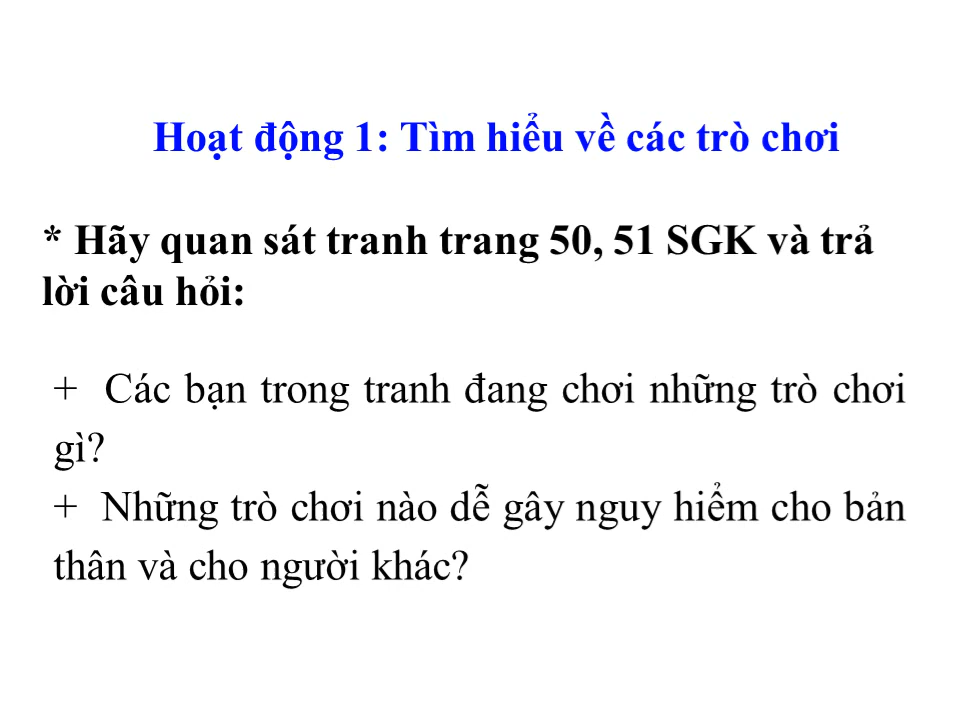 Hoạt động 1: Tìm hiểu về các trò chơi
* Hãy quan sát tranh trang 50, 51 SGK và trả
lời câu hỏi:
+ Các bạn trong tranh đang chơi những trò chơi
gì?
+ Những trò chơi nào dễ gây nguy hiểm cho bản
thân và cho người khác?